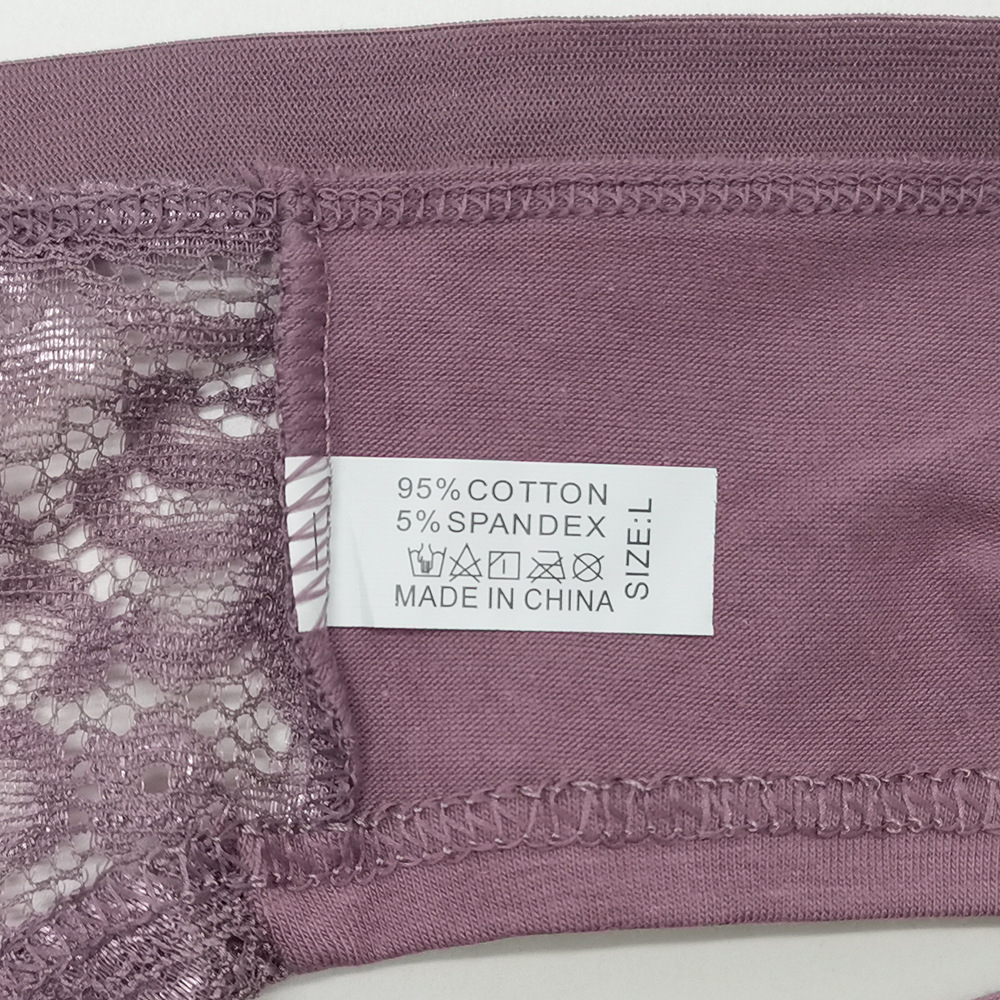 95% COTTON
5% SPANDEX
MADE IN CHINA
SIZE:L